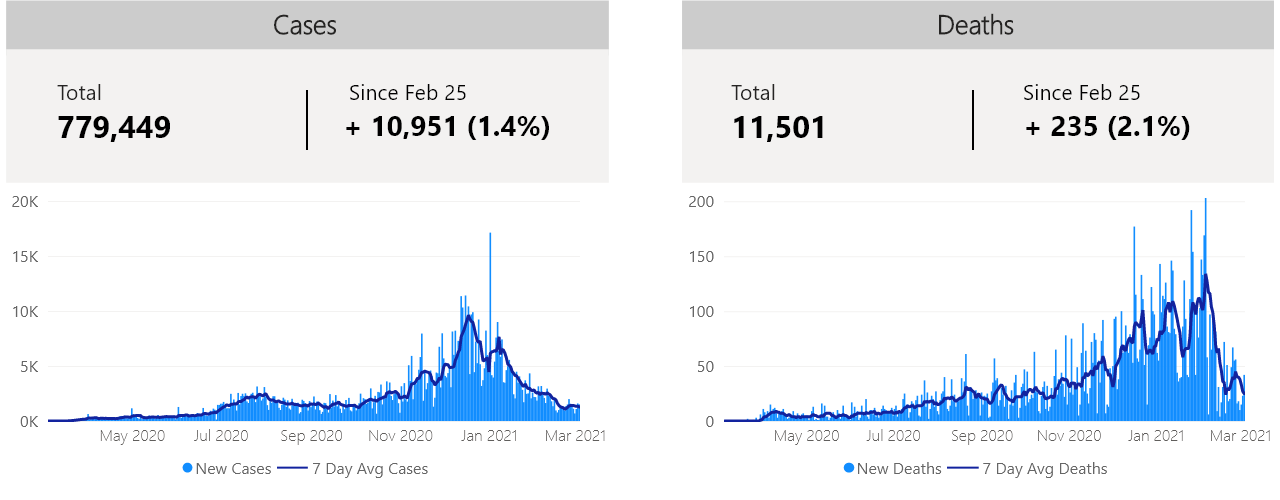 Cases
Total
779,449
Since Feb 25
+ 10,951 (1.4%)
20K
15K
10K
5K
0K
May 2020 Jul 2020 Sep 2020 Nov 2020 Jan 2021 Mar 2021
New Cases 7 Day Avg Cases
Deaths
Total
11,501
Since Feb 25
+ 235 (2.1%)
200
150
100
50
0
May 2020 Jul 2020 Sep 2020 Nov 2020 Jan 2021 Mar 2021
New Deaths 7 Day Avg Deaths